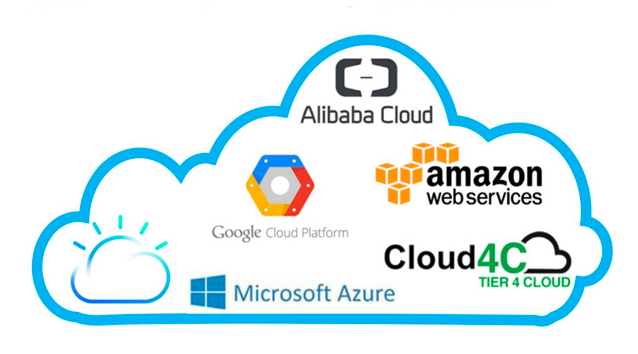 Alibaba Cloud
amazon
webservices
Google Cloud Platform
Cloud4C
TIER 4 CLOUD
Microsoft Azure